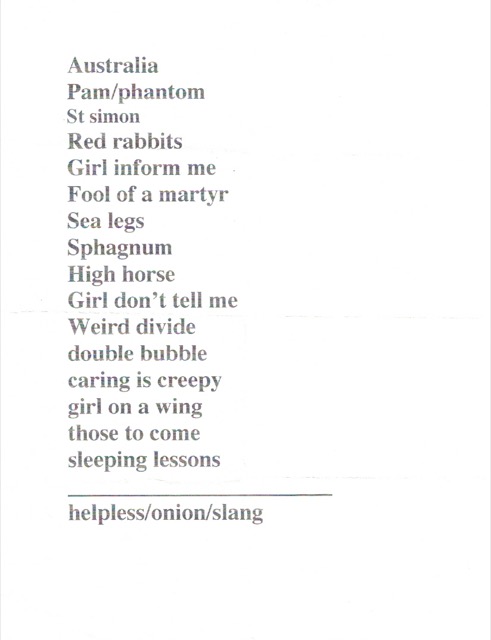 Australia
Pam/phantom
St simon
Red rabbits
Girl inform me
Fool of a martyr
Sea legs
Sphagnum
High horse
Girl don't tell me
Weird divide
double bubble
caring is creepy
girl on a wing
those to come
sleeping lessons
helpless/onion/slang